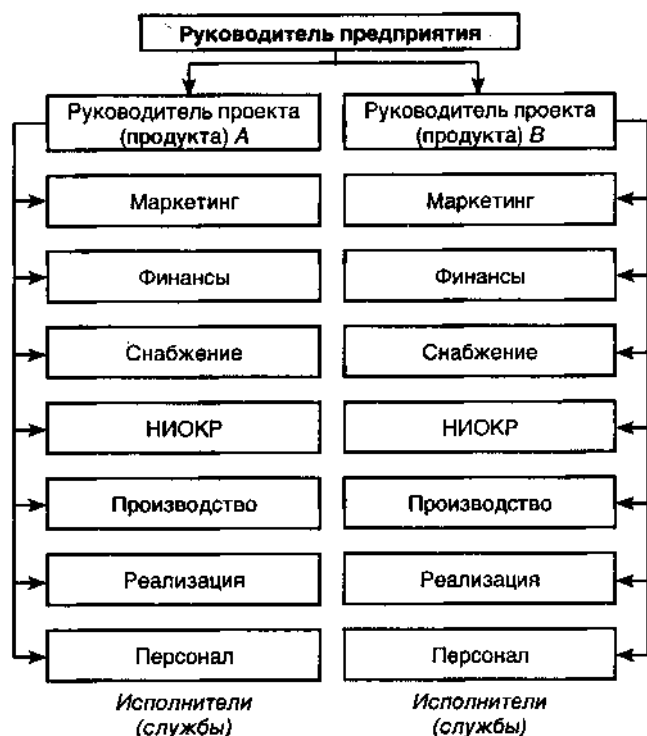 Руководитель предприятия
Руководитель проекта
(продукта) А
Маркетинг
Финансы
Снабжение
НИОКР
Производство
Реализация
Персонал
Исполнители
(службы)
Руководитель проекта
(продукта) В
Маркетинг
Финансы
Снабжение
НИОКР
Производство
Реализация
Персонал
Исполнители
(службы)